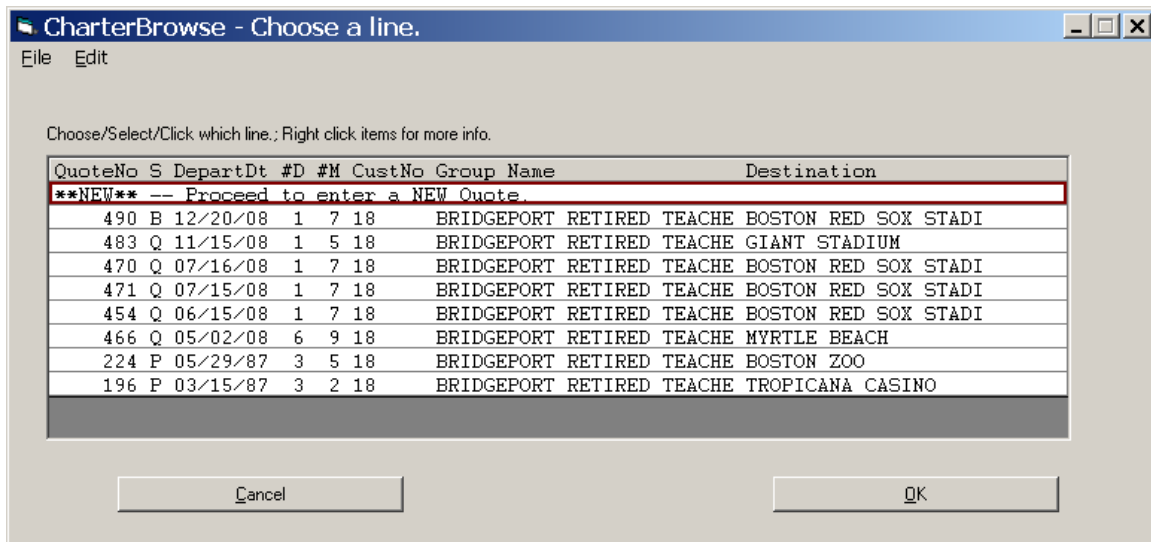 CharterBrowse - Choose a line.
File Edit
Choose/Select/Click which line.; Right click items for more info.
QuoteNo S DepartDt #D #M CustNo Group Name Destination
**NEW** -- Proceed to enter a NEW Quote.
490 B 12/20/08 1 7 18 BRIDGEPORT RETIRED TEACHE BOSTON RED SOX STADI
483 Q 11/15/08 1 5 18 BRIDGEPORT RETIRED TEACHE GIANT STADIUM
470 Q 07/16/08 1 7 18 BRIDGEPORT RETIRED TEACHE BOSTON RED SOX STADI
471 Q 07/15/08 1 7 18 BRIDGEPORT RETIRED TEACHE BOSTON RED SOX STADI
454 Q 06/15/08 1 7 18 BRIDGEPORT RETIRED TEACHE BOSTON RED SOX STADI
466 Q 05/02/08 6 9 18 BRIDGEPORT RETIRED TEACHE MYRTLE BEACH
224 P 05/29/87 3 5 18 BRIDGEPORT RETIRED TEACHE BOSTON ZOO
196 P 03/15/87 3 2 18 BRIDGEPORT RETIRED TEACHE TROPICANA CASINO
Cancel OK